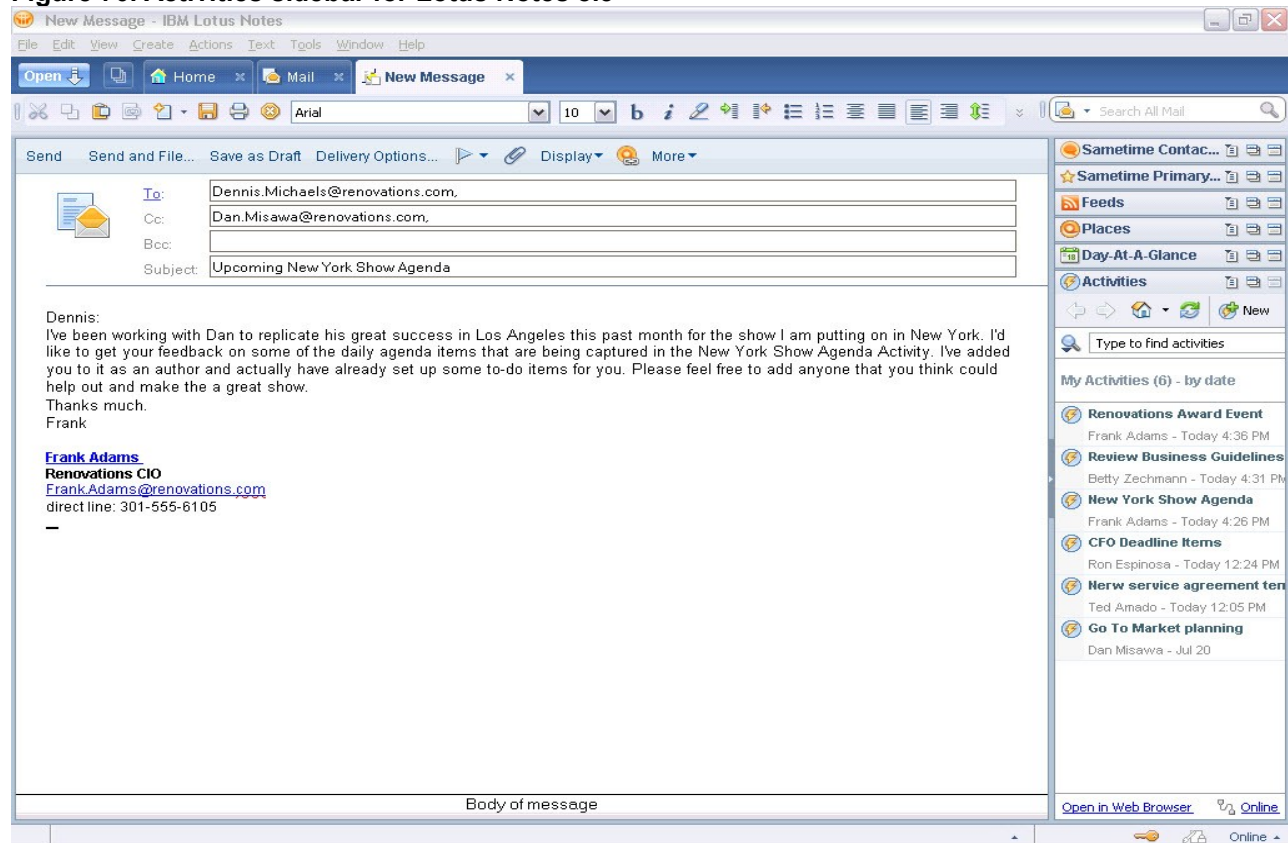 New Message - IBM Lotus Notes
File Edit View Create Actions Text Tools Window Help
Open Home Mail New Message
Arial 10 b i Search All Mail
Send Send and File... Save as Draft Delivery Options... Display More
To: Dennis.Michaels@renovations.com,
Cc: Dan.Misawa@renovations.com,
Bcc:
Subject: Upcoming New York Show Agenda
Dennis:
I've been working with Dan to replicate his great success in Los Angeles this past month for the show I am putting on in New York. I'd
like to get your feedback on some of the daily agenda items that are being captured in the New York Show Agenda Activity. I've added
you to it as an author and actually have already set up some to-do items for you. Please feel free to add anyone that you think could
help out and make the a great show.
Thanks much.
Frank
Frank Adams
Renovations CIO
Frank.Adams@renovations.com
direct line: 301-555-6105
Body of message
Sametime Contac...
Sametime Primary...
Feeds
Places
Day-At-A-Glance
Activities
New
Type to find activities
My Activities (6) - by date
Renovations Award Event
Frank Adams - Today 4:36 PM
Review Business Guidelines
Betty Zechmann - Today 4:31 PM
New York Show Agenda
Frank Adams - Today 4:26 PM
CFO Deadline Items
Ron Espinosa - Today 12:24 PM
Nerw service agreement ten
Ted Amado - Today 12:05 PM
Go To Market planning
Dan Misawa - Jul 20
Open in Web Browser Online
Online